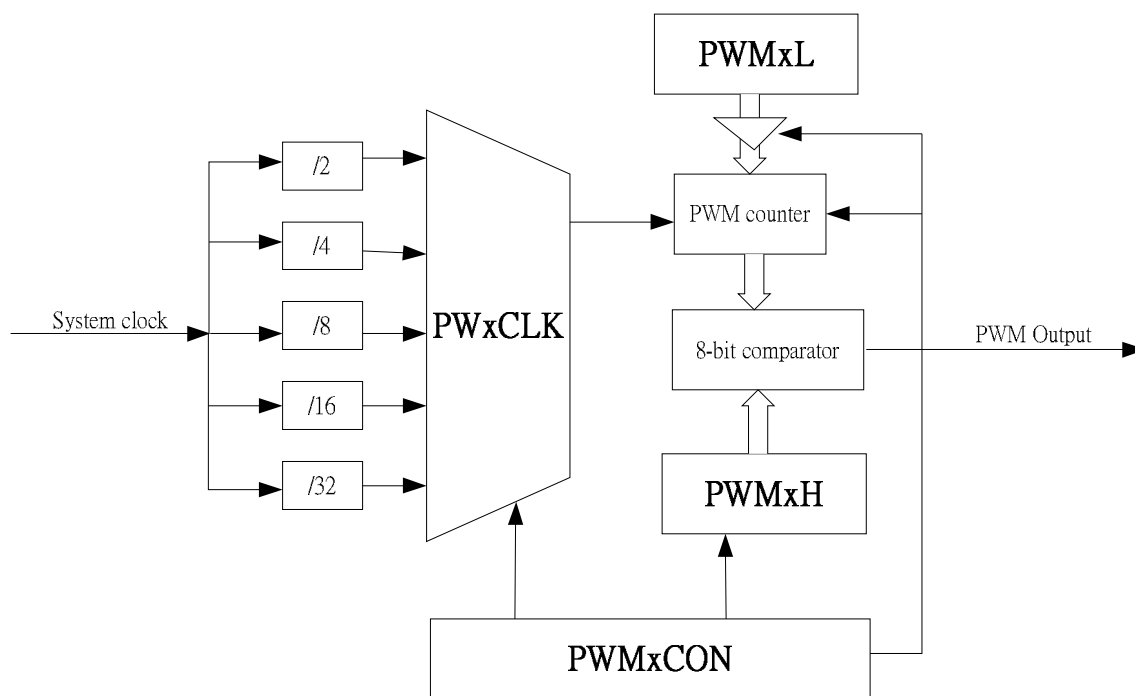 PWMxL
/2
PWM counter
/4
System clock
/8
PWxCLK
8-bit comparator
PWM Output
/16
/32
PWMxH
PWMxCON